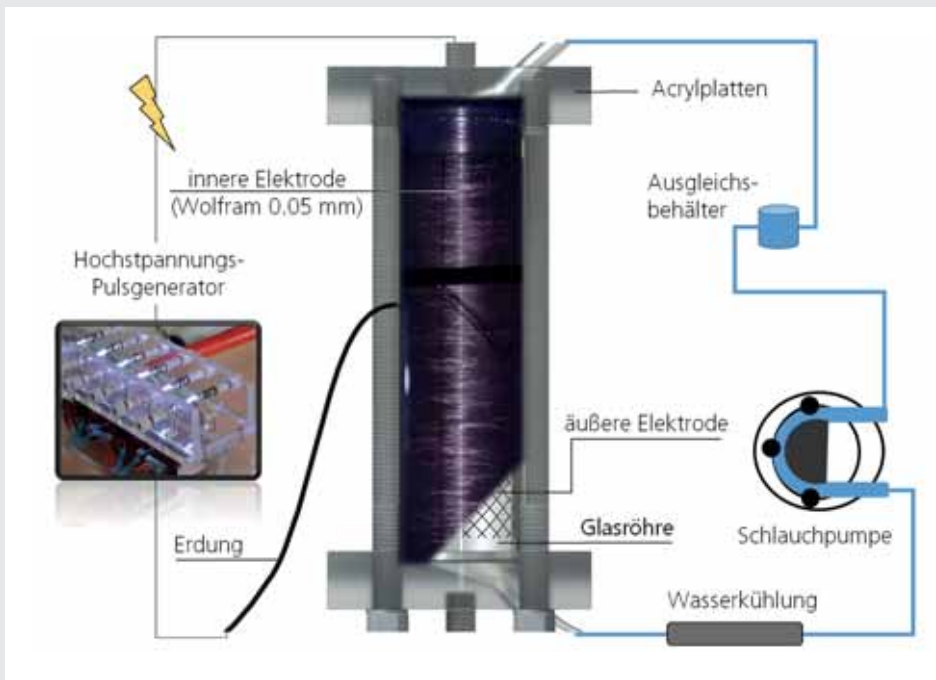 Acrylplatten
innere Elektrode
(Wolfram 0,05 mm)
Ausgleichs-
behälter
Hochstpannungs-
Pulsgenerator
äußere Elektrode
Glasröhre
Schlauchpumpe
Erdung
Wasserkühlung